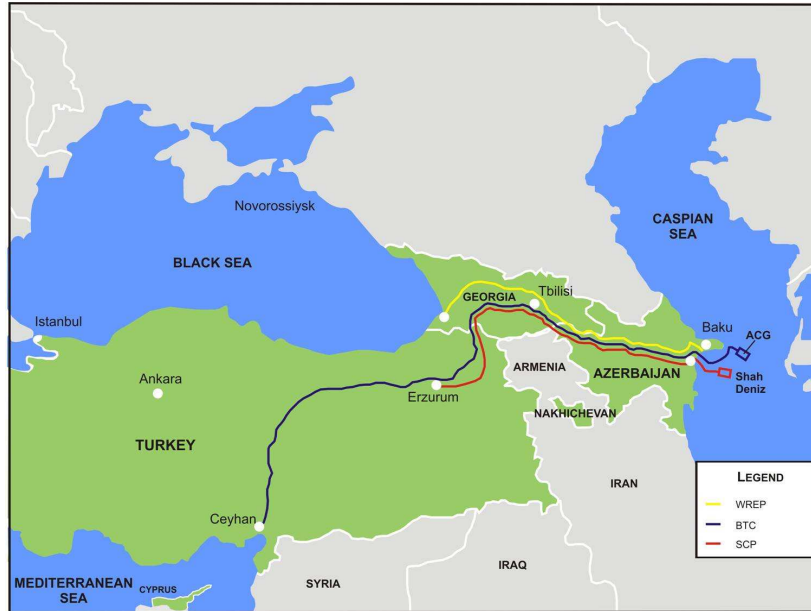 Novorossiysk
CASPIAN
SEA
BLACK SEA
Tbilisi
GEORGIA
Istanbul
Baku
ACG
ARMENIA
AZERBAIJAN
Shah
Deniz
Ankara
Erzurum
NAKHICHEVAN
TURKEY
IRAN
LEGEND
WREP
BTC
SCP
Ceyhan
IRAQ
SYRIA
MEDITERRANEAN
SEA
CYPRUS